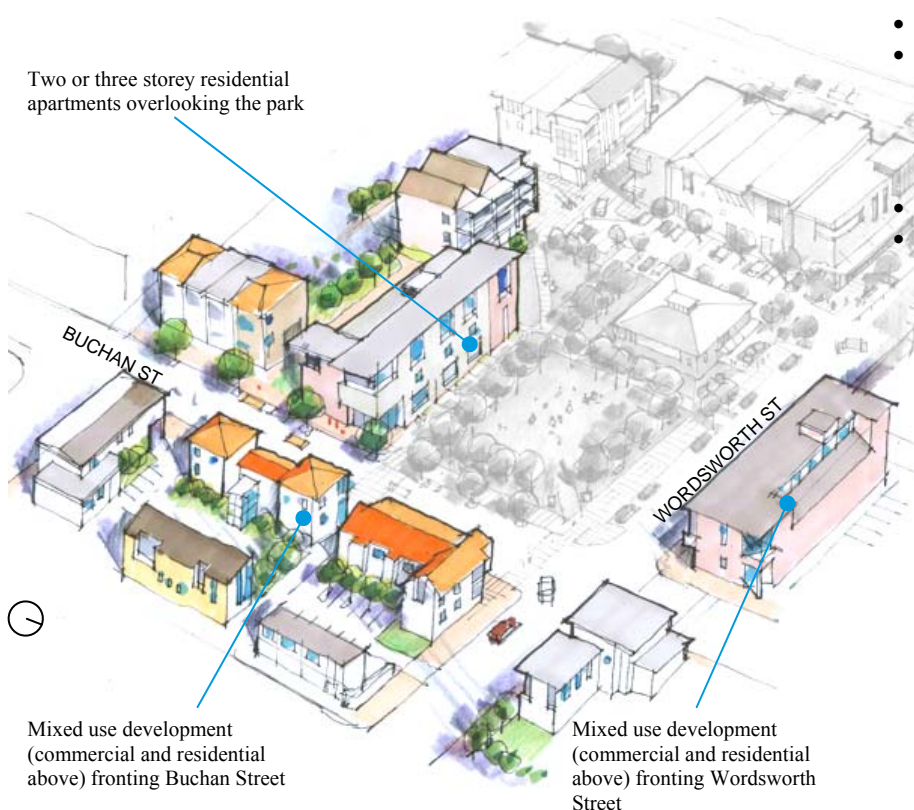 Two or three storey residential
apartments overlooking the park
BUCHAN ST
WORDSWORTH ST
Mixed use development
(commercial and residential
above) fronting Buchan Street
Mixed use development
(commercial and residential
above) fronting Wordsworth
Street